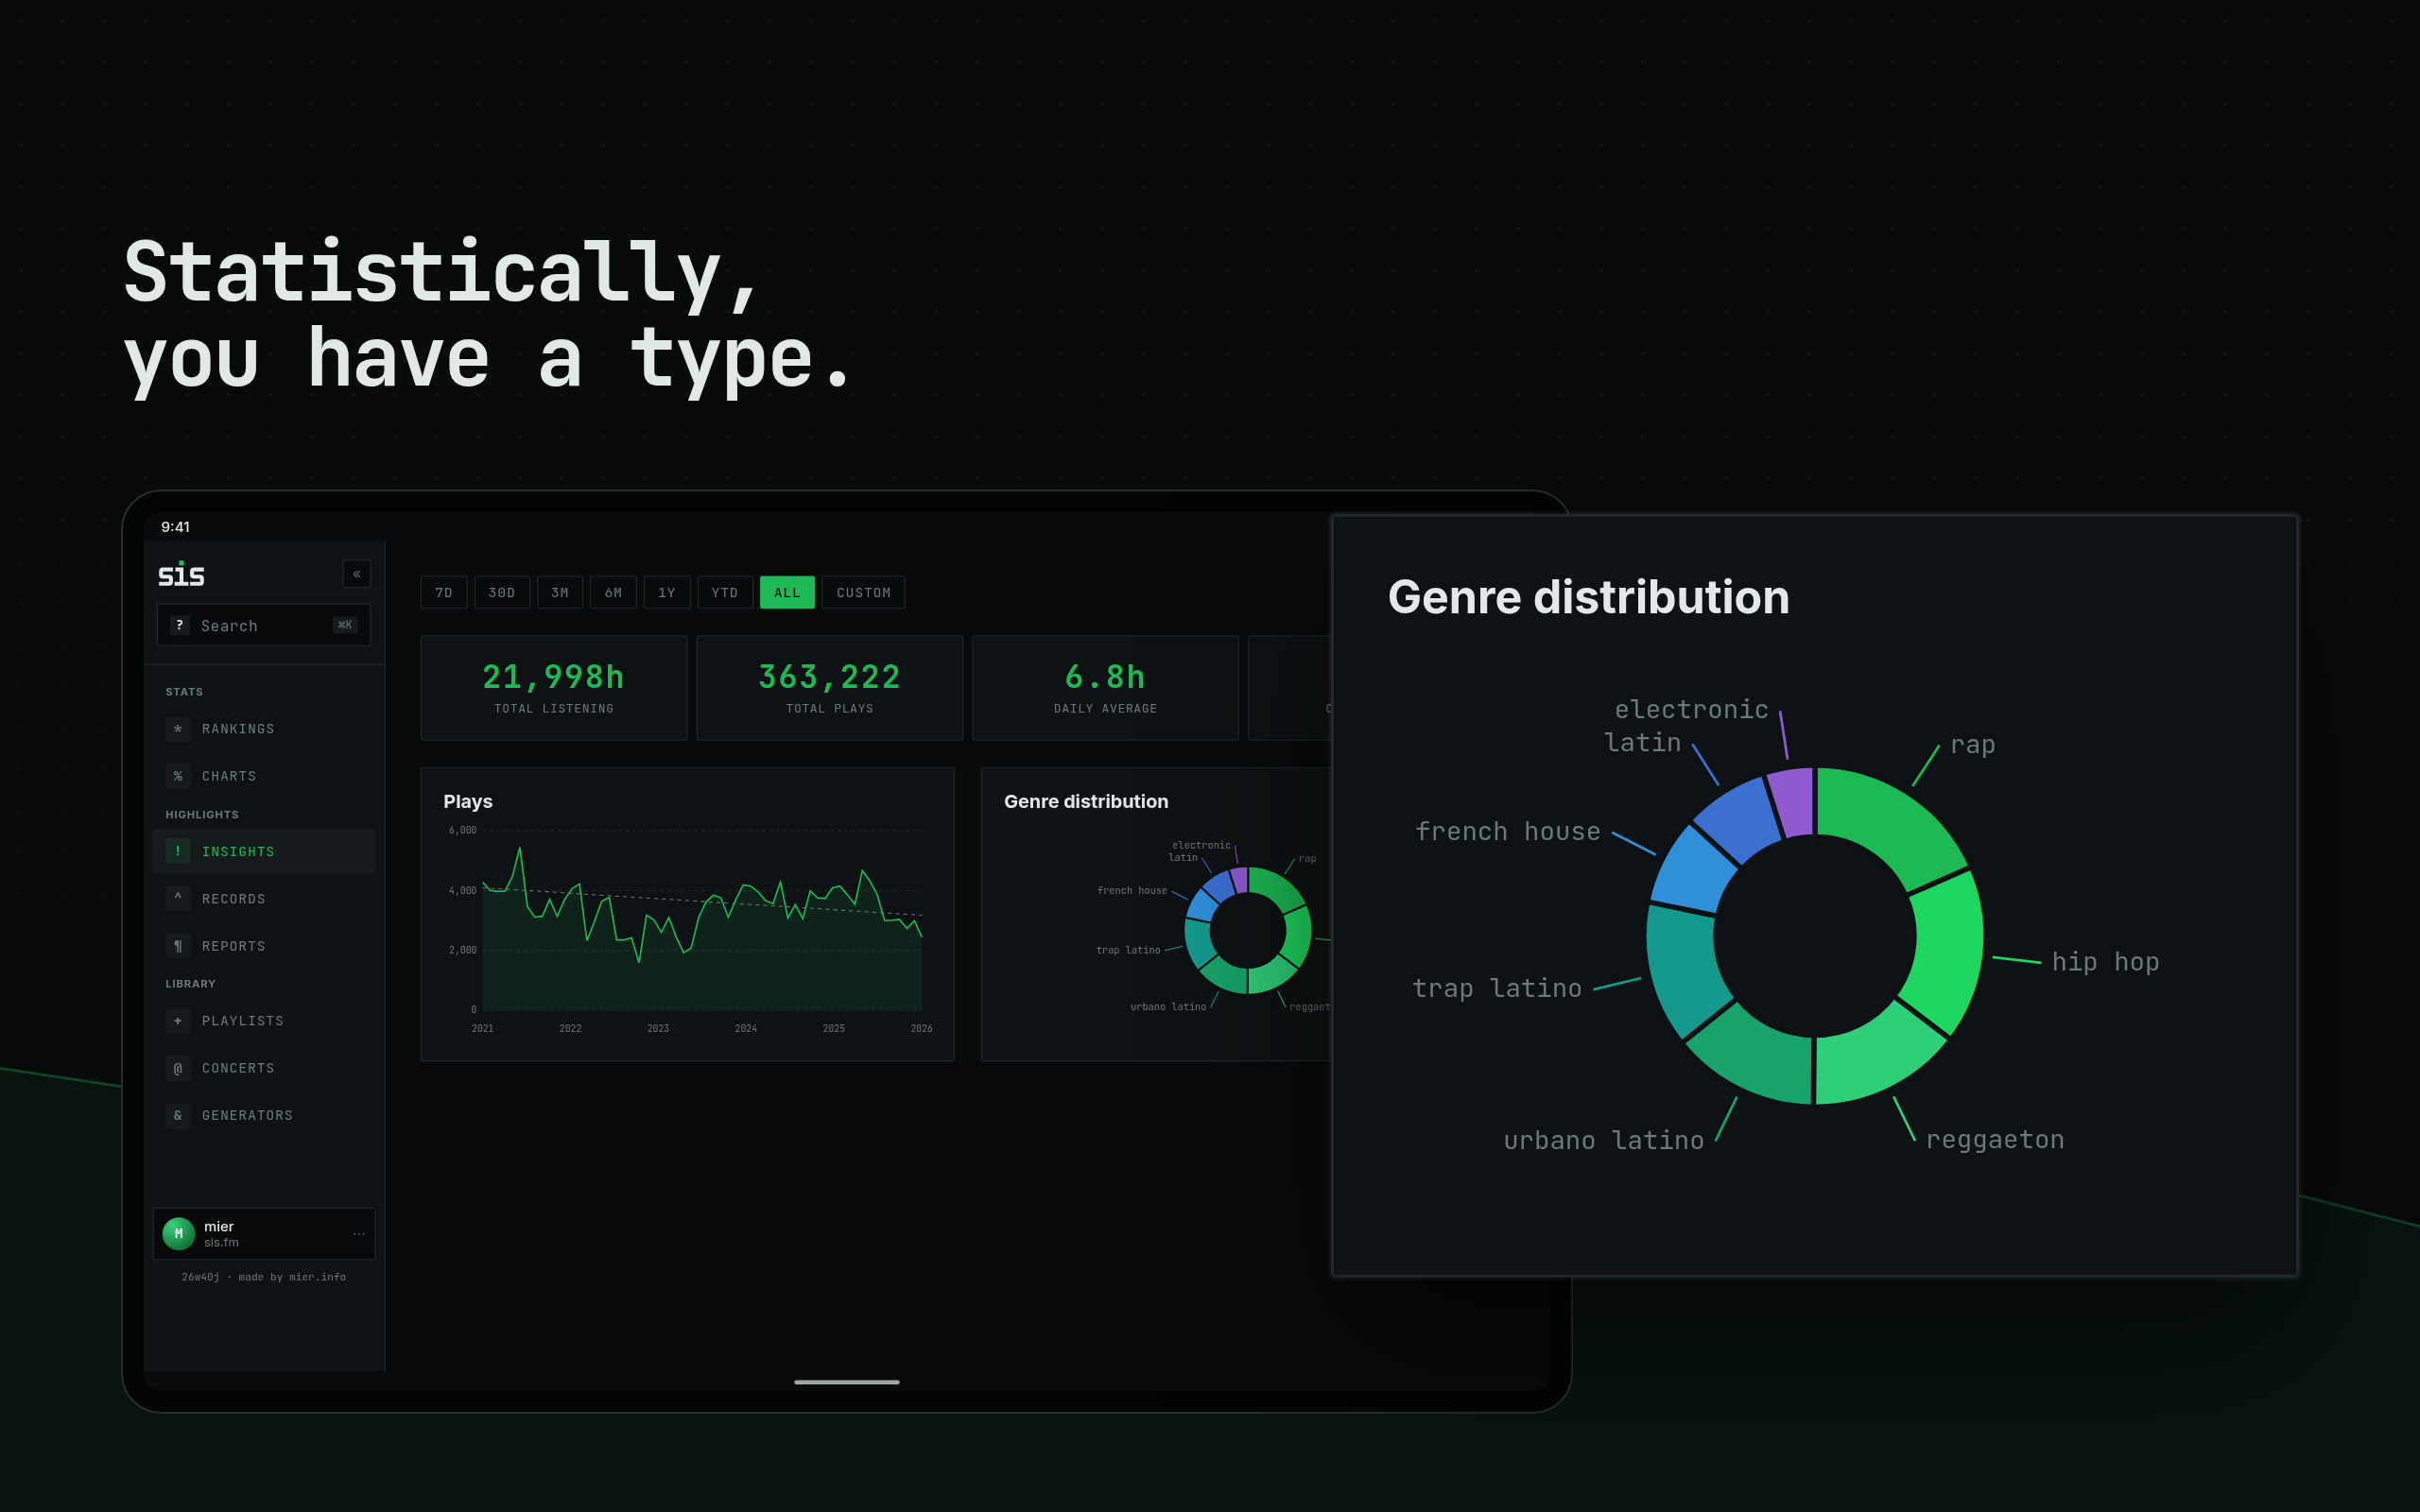 Statistically,
you have a type.
9:41
sis
«
? Search ⌘K
STATS
* RANKINGS
% CHARTS
HIGHLIGHTS
! INSIGHTS
^ RECORDS
¶ REPORTS
LIBRARY
+ PLAYLISTS
@ CONCERTS
& GENERATORS
M
mier
sis.fm
...
26w40j · made by mier.info
7D 30D 3M 6M 1Y YTD ALL CUSTOM
21,998h
TOTAL LISTENING
363,222
TOTAL PLAYS
6.8h
DAILY AVERAGE
Plays
6,000
4,000
2,000
0
2021 2022 2023 2024 2025 2026
Genre distribution
electronic
latin
rap
french house
trap latino
urbano latino
reggaet
Genre distribution
electronic
latin
rap
french house
hip hop
trap latino
urbano latino
reggaeton